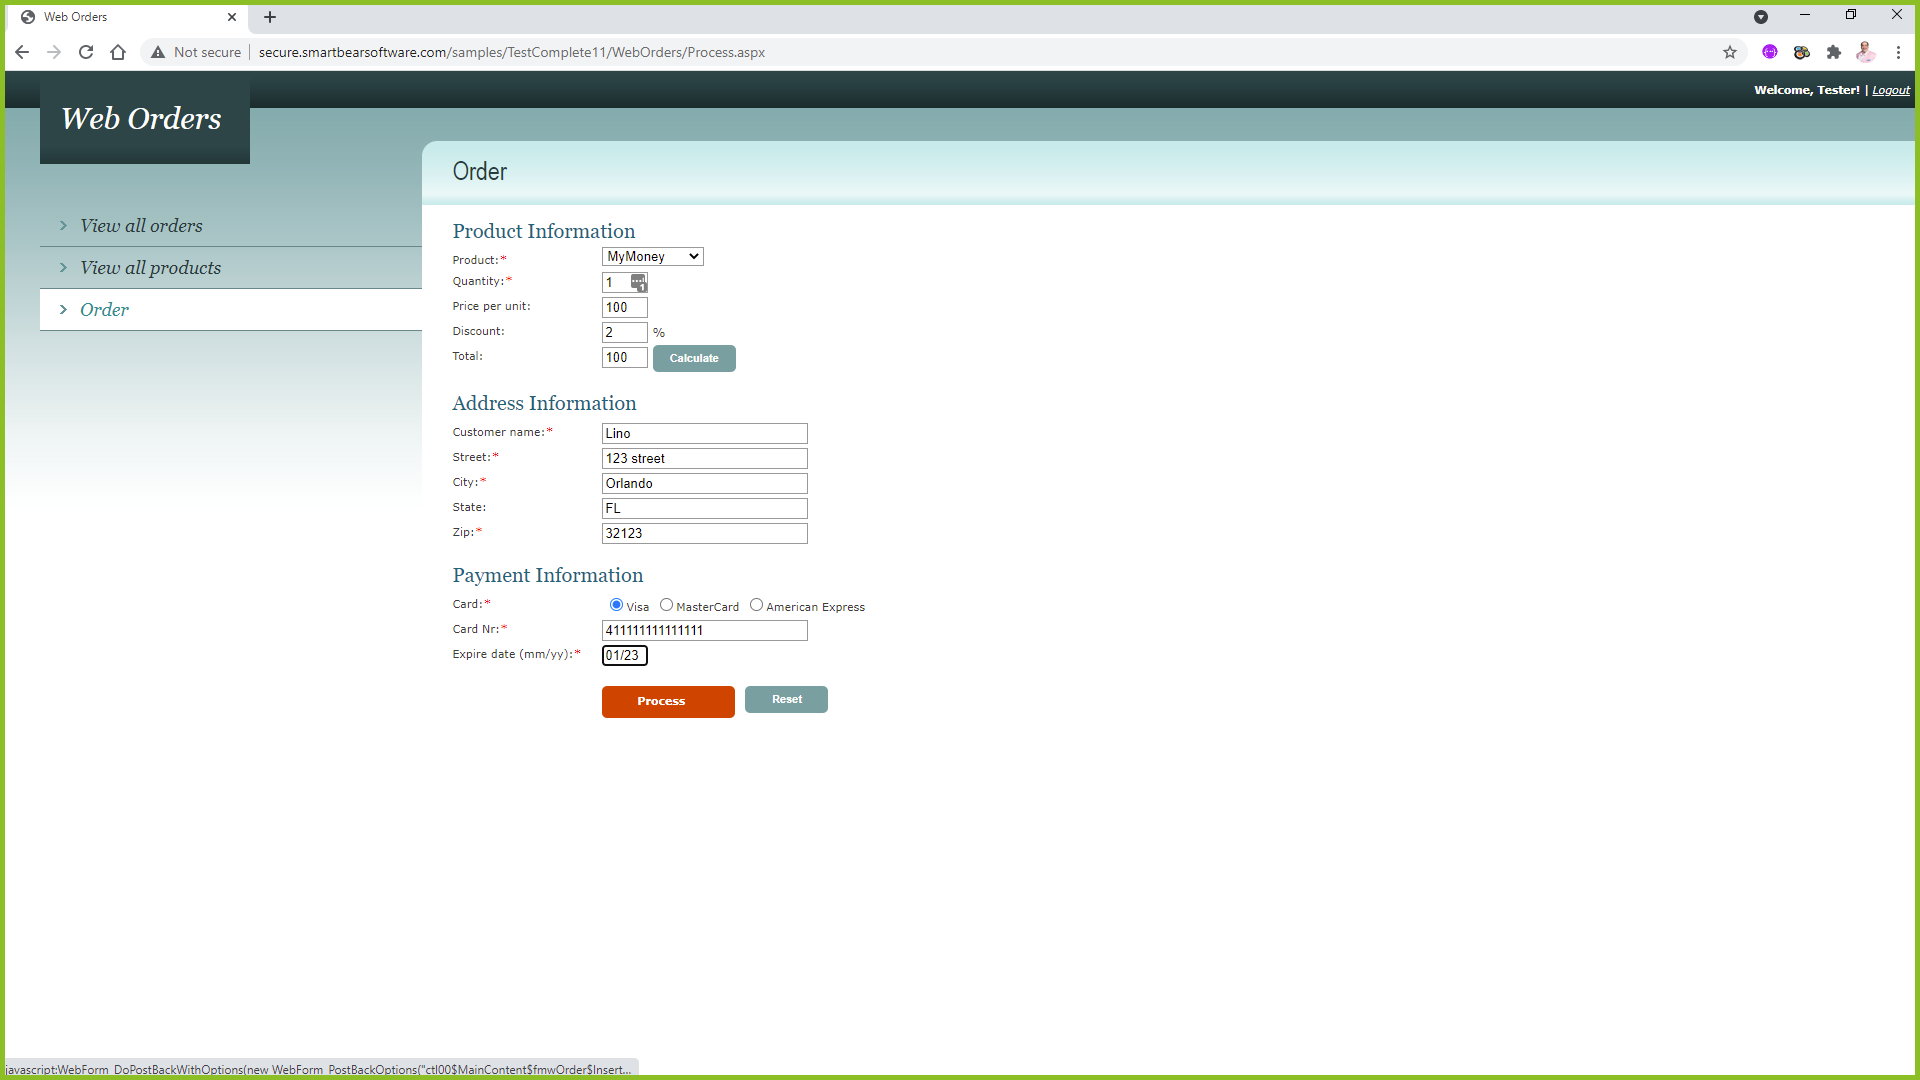 Web Orders
Not secure
secure.smartbearsoftware.com/samples/TestComplete11/WebOrders/Process.aspx
Welcome, Tester! | Logout
Web Orders
View all orders
View all products
Order
Order
Product Information
Product:* MyMoney
Quantity:* 1
Price per unit: 100
Discount: 2 %
Total: 100 Calculate
Address Information
Customer name:* Lino
Street:* 123 street
City:* Orlando
State: FL
Zip:* 32123
Payment Information
Card:* Visa MasterCard American Express
Card Nr:* 411111111111111
Expire date (mm/yy):* 01/23
Process Reset
javascript:WebForm_DoPostBackWithOptions(new WebForm_PostBackOptions("ctl00$MainContent$fmwOrder$Insert...